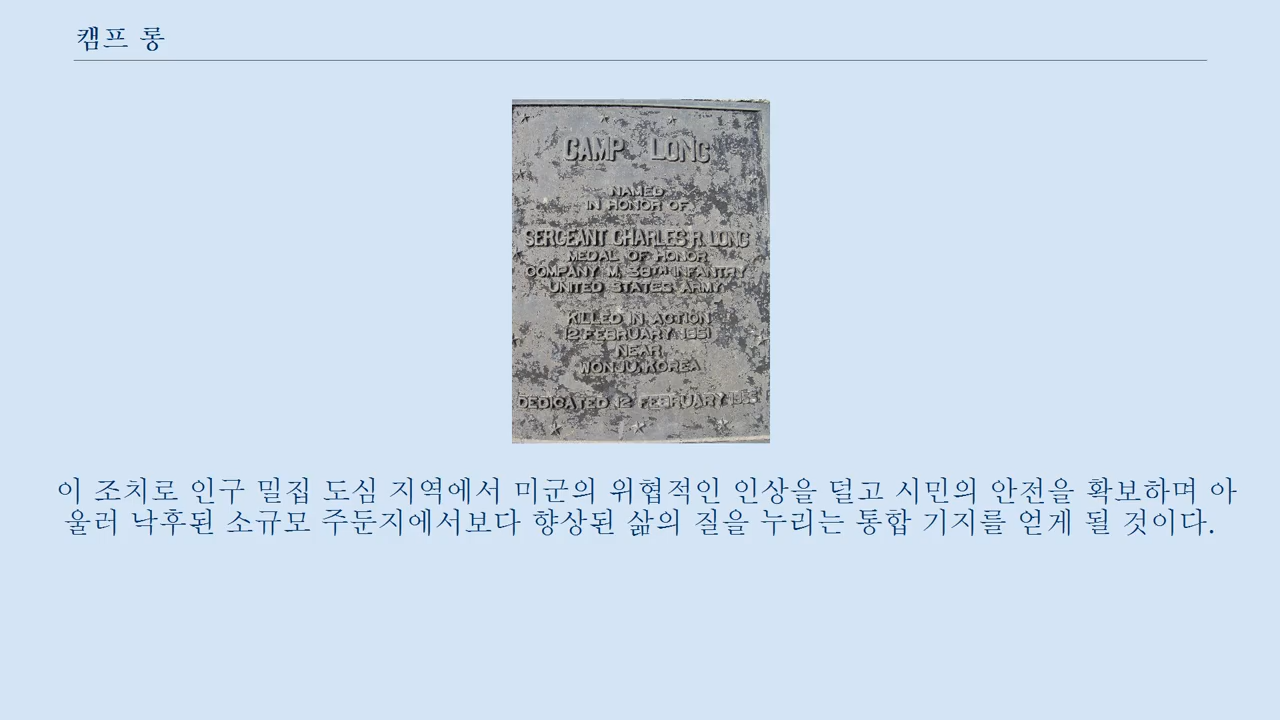 캠프 롱
CAMP LONG
NAMED
IN HONOR OF
SERGEANT CHARLES R. LONG
MEDAL OF HONOR
COMPANY M, 38TH INFANTRY
UNITED STATES ARMY
KILLED IN ACTION
12 FEBRUARY 1951
NEAR
WONJU, KOREA
DEDICATED 12 FEBRUARY
이 조치로 인구 밀집 도심 지역에서 미군의 위협적인 인상을 덜고 시민의 안전을 확보하며 아
울러 낙후된 소규모 주둔지에서보다 향상된 삶의 질을 누리는 통합 기지를 얻게 될 것이다.